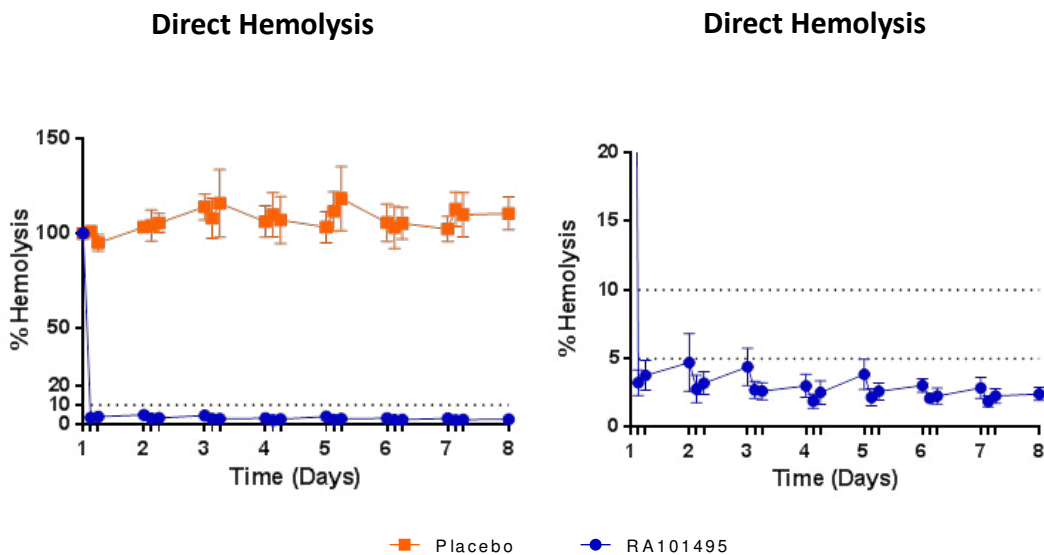 Direct Hemolysis
Direct Hemolysis
150
100
50
20
10
0
% Hemolysis
1 2 3 4 5 6 7 8
Time (Days)
20
15
10
5
0
% Hemolysis
1 2 3 4 5 6 7 8
Time (Days)
Placebo RA101495